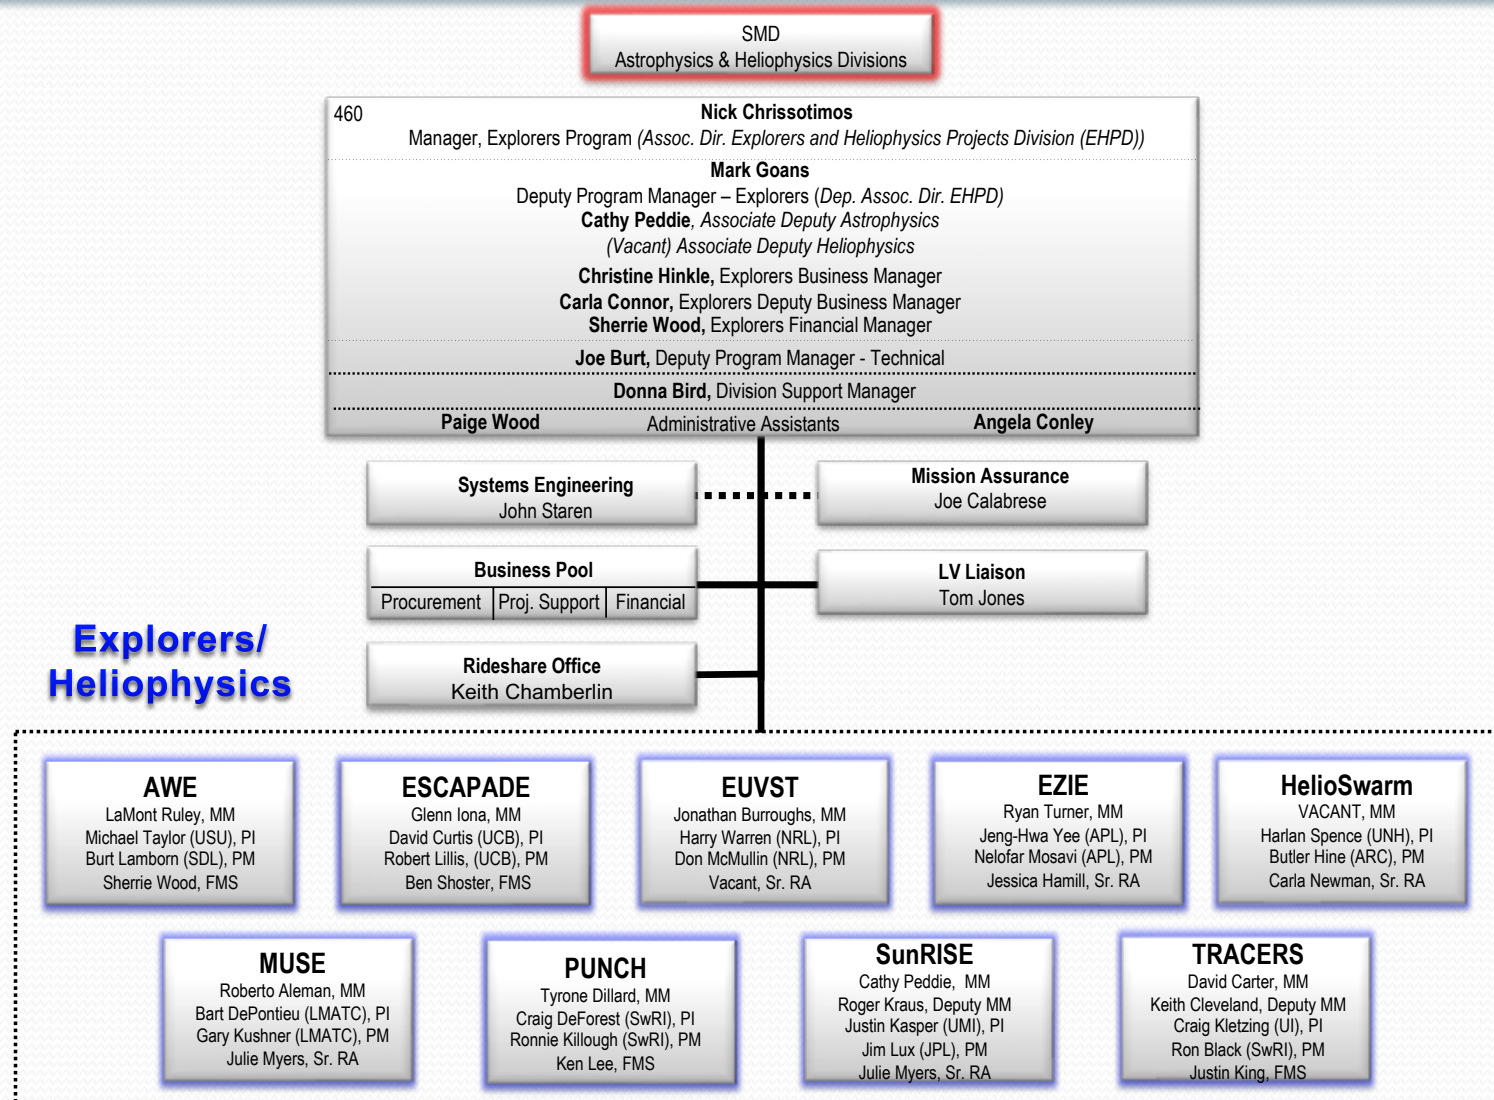 SMD
Astrophysics & Heliophysics Divisions
460
Nick Chrissotimos
Manager, Explorers Program (Assoc. Dir. Explorers and Heliophysics Projects Division (EHPD))
Mark Goans
Deputy Program Manager – Explorers (Dep. Assoc. Dir. EHPD)
Cathy Peddie, Associate Deputy Astrophysics
(Vacant) Associate Deputy Heliophysics
Christine Hinkle, Explorers Business Manager
Carla Connor, Explorers Deputy Business Manager
Sherrie Wood, Explorers Financial Manager
Joe Burt, Deputy Program Manager - Technical
Donna Bird, Division Support Manager
Paige Wood Administrative Assistants Angela Conley
Systems Engineering
John Staren
Mission Assurance
Joe Calabrese
Business Pool
Procurement Proj. Support Financial
LV Liaison
Tom Jones
Rideshare Office
Keith Chamberlin
Explorers/
Heliophysics
AWE
LaMont Ruley, MM
Michael Taylor (USU), PI
Burt Lamborn (SDL), PM
Sherrie Wood, FMS
ESCAPADE
Glenn Iona, MM
David Curtis (UCB), PI
Robert Lillis, (UCB), PM
Ben Shoster, FMS
EUVST
Jonathan Burroughs, MM
Harry Warren (NRL), PI
Don McMullin (NRL), PM
Vacant, Sr. RA
EZIE
Ryan Turner, MM
Jeng-Hwa Yee (APL), PI
Nelofar Mosavi (APL), PM
Jessica Hamill, Sr. RA
HelioSwarm
VACANT, MM
Harlan Spence (UNH), PI
Butler Hine (ARC), PM
Carla Newman, Sr. RA
MUSE
Roberto Aleman, MM
Bart DePontieu (LMATC), PI
Gary Kushner (LMATC), PM
Julie Myers, Sr. RA
PUNCH
Tyrone Dillard, MM
Craig DeForest (SwRI), PI
Ronnie Killough (SwRI), PM
Ken Lee, FMS
SunRISE
Cathy Peddie, MM
Roger Kraus, Deputy MM
Justin Kasper (UMI), PI
Jim Lux (JPL), PM
Julie Myers, Sr. RA
TRACERS
David Carter, MM
Keith Cleveland, Deputy MM
Craig Kletzing (UI), PI
Ron Black (SwRI), PM
Justin King, FMS